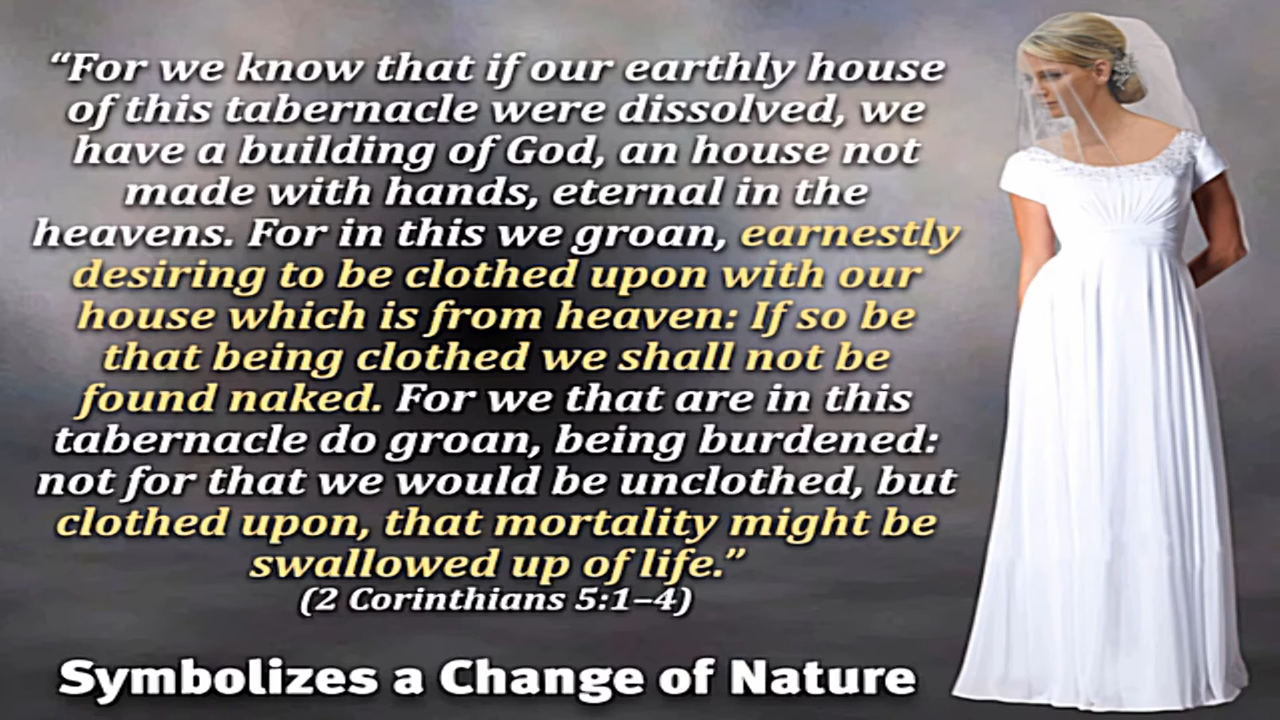 “For we know that if our earthly house
of this tabernacle were dissolved, we
have a building of God, an house not
made with hands, eternal in the
heavens. For in this we groan, earnestly
desiring to be clothed upon with our
house which is from heaven: If so be
that being clothed we shall not be
found naked. For we that are in this
tabernacle do groan, being burdened:
not for that we would be unclothed, but
clothed upon, that mortality might be
swallowed up of life.”
(2 Corinthians 5:1–4)
Symbolizes a Change of Nature